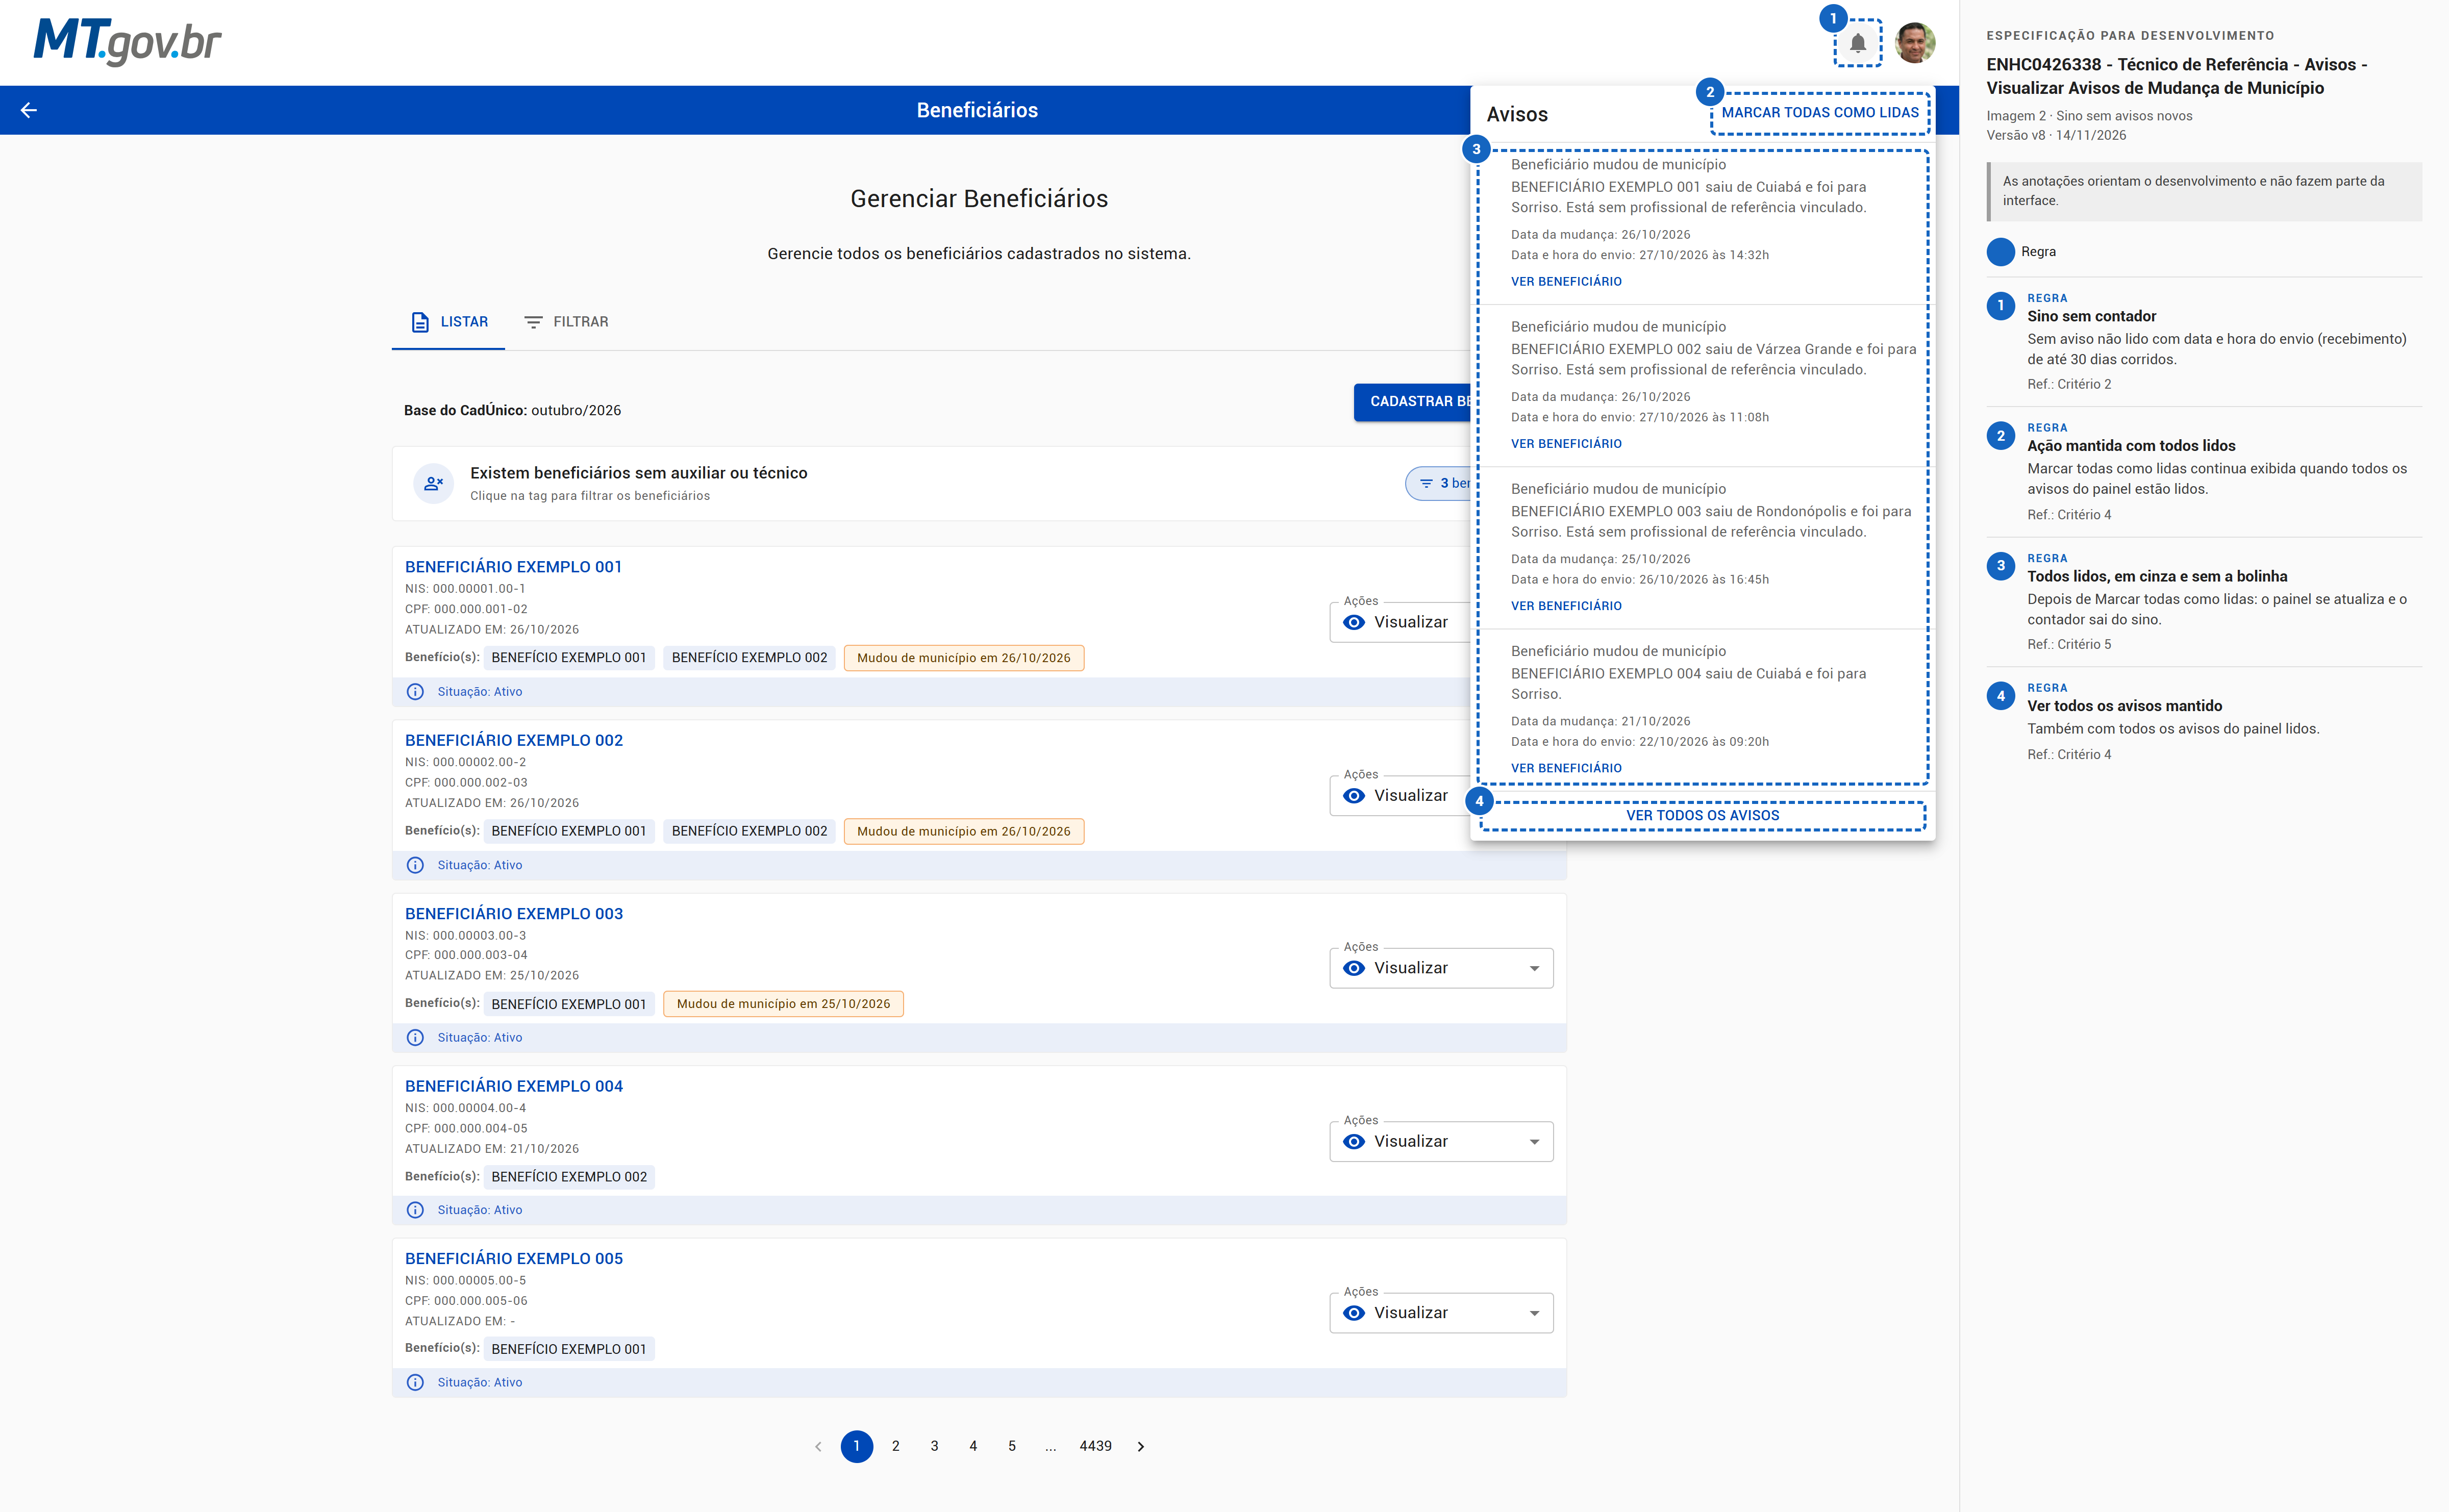 MT.gov.br
1
Beneficiários
Avisos
2
MARCAR TODAS COMO LIDAS
3
Beneficiário mudou de município
BENEFICIÁRIO EXEMPLO 001 saiu de Cuiabá e foi para
Sorriso. Está sem profissional de referência vinculado.
Data da mudança: 26/10/2026
Data e hora do envio: 27/10/2026 às 14:32h
VER BENEFICIÁRIO
Beneficiário mudou de município
BENEFICIÁRIO EXEMPLO 002 saiu de Várzea Grande e foi para
Sorriso. Está sem profissional de referência vinculado.
Data da mudança: 26/10/2026
Data e hora do envio: 27/10/2026 às 11:08h
VER BENEFICIÁRIO
Beneficiário mudou de município
BENEFICIÁRIO EXEMPLO 003 saiu de Rondonópolis e foi para
Sorriso. Está sem profissional de referência vinculado.
Data da mudança: 25/10/2026
Data e hora do envio: 26/10/2026 às 16:45h
VER BENEFICIÁRIO
Beneficiário mudou de município
BENEFICIÁRIO EXEMPLO 004 saiu de Cuiabá e foi para
Sorriso.
Data da mudança: 21/10/2026
Data e hora do envio: 22/10/2026 às 09:20h
VER BENEFICIÁRIO
4
VER TODOS OS AVISOS
Gerenciar Beneficiários
Gerencie todos os beneficiários cadastrados no sistema.
LISTAR
FILTRAR
Base do CadÚnico: outubro/2026
CADASTRAR BE
Existem beneficiários sem auxiliar ou técnico
Clique na tag para filtrar os beneficiários
3 ber
BENEFICIÁRIO EXEMPLO 001
NIS: 000.00001.00-1
CPF: 000.000.001-02
ATUALIZADO EM: 26/10/2026
Benefício(s): BENEFÍCIO EXEMPLO 001 BENEFÍCIO EXEMPLO 002 Mudou de município em 26/10/2026
Situação: Ativo
Ações
Visualizar
BENEFICIÁRIO EXEMPLO 002
NIS: 000.00002.00-2
CPF: 000.000.002-03
ATUALIZADO EM: 26/10/2026
Benefício(s): BENEFÍCIO EXEMPLO 001 BENEFÍCIO EXEMPLO 002 Mudou de município em 26/10/2026
Situação: Ativo
Ações
Visualizar
BENEFICIÁRIO EXEMPLO 003
NIS: 000.00003.00-3
CPF: 000.000.003-04
ATUALIZADO EM: 25/10/2026
Benefício(s): BENEFÍCIO EXEMPLO 001 Mudou de município em 25/10/2026
Situação: Ativo
Ações
Visualizar
BENEFICIÁRIO EXEMPLO 004
NIS: 000.00004.00-4
CPF: 000.000.004-05
ATUALIZADO EM: 21/10/2026
Benefício(s): BENEFÍCIO EXEMPLO 002
Situação: Ativo
Ações
Visualizar
BENEFICIÁRIO EXEMPLO 005
NIS: 000.00005.00-5
CPF: 000.000.005-06
ATUALIZADO EM: -
Benefício(s): BENEFÍCIO EXEMPLO 001
Situação: Ativo
Ações
Visualizar
1 2 3 4 5 ... 4439
ESPECIFICAÇÃO PARA DESENVOLVIMENTO
ENHC0426338 - Técnico de Referência - Avisos -
Visualizar Avisos de Mudança de Município
Imagem 2 · Sino sem avisos novos
Versão v8 · 14/11/2026
As anotações orientam o desenvolvimento e não fazem parte da
interface.
Regra
1
REGRA
Sino sem contador
Sem aviso não lido com data e hora do envio (recebimento)
de até 30 dias corridos.
Ref.: Critério 2
2
REGRA
Ação mantida com todos lidos
Marcar todas como lidas continua exibida quando todos os
avisos do painel estão lidos.
Ref.: Critério 4
3
REGRA
Todos lidos, em cinza e sem a bolinha
Depois de Marcar todas como lidas: o painel se atualiza e o
contador sai do sino.
Ref.: Critério 5
4
REGRA
Ver todos os avisos mantido
Também com todos os avisos do painel lidos.
Ref.: Critério 4